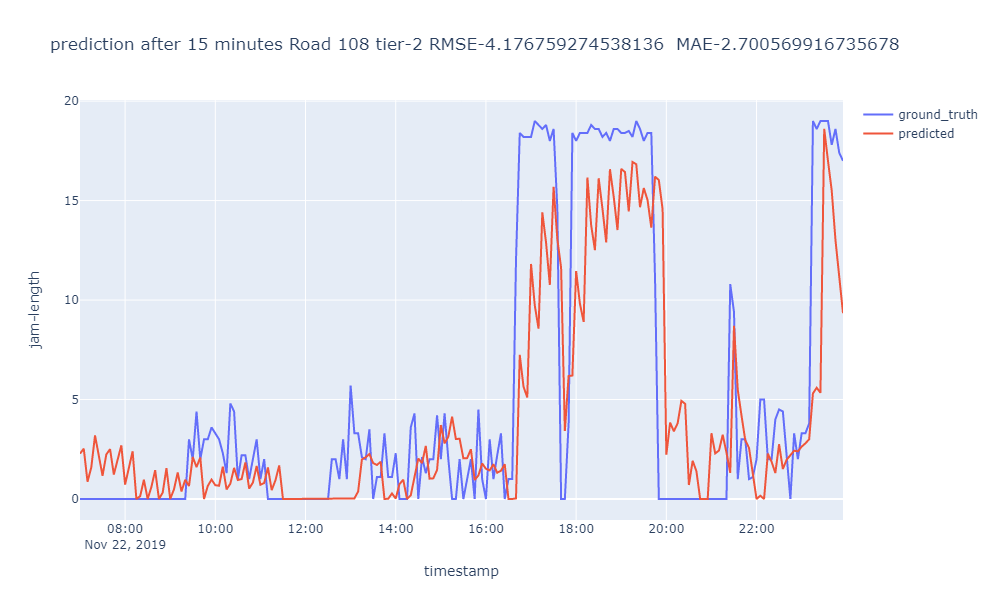 prediction after 15 minutes Road 108 tier-2 RMSE-4.176759274538136  MAE-2.700569916735678
ground_truth
predicted
20
15
10
5
0
jam-length
08:00 10:00 12:00 14:00 16:00 18:00 20:00 22:00
Nov 22, 2019
timestamp